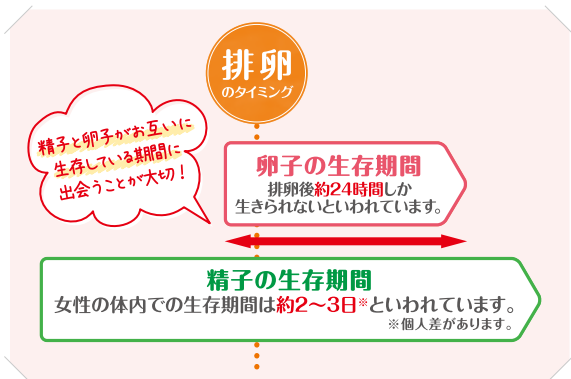 排卵
のタイミング
精子と卵子がお互いに
生存している期間に
出会うことが大切!
卵子の生存期間
排卵後約24時間しか
生きられないといわれています。
精子の生存期間
女性の体内での生存期間は約2〜3日※といわれています。
※個人差があります。